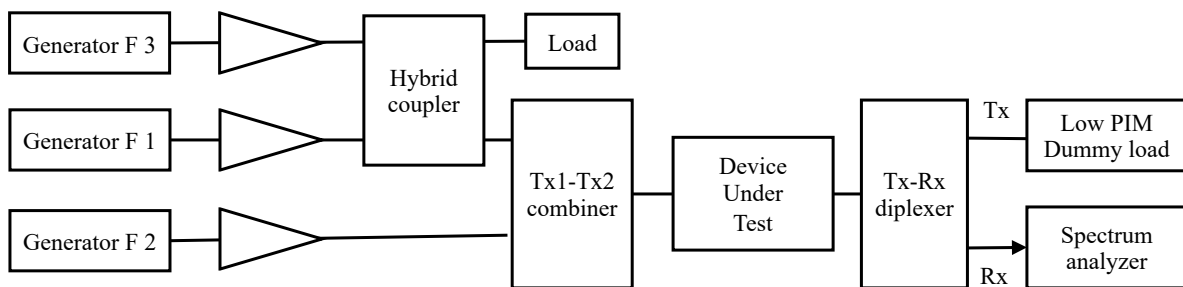 Generator F 3
Load
Hybrid
coupler
Generator F 1
Tx1-Tx2
combiner
Device
Under
Test
Tx-Rx
diplexer
Tx
Low PIM
Dummy load
Generator F 2
Rx
Spectrum
analyzer